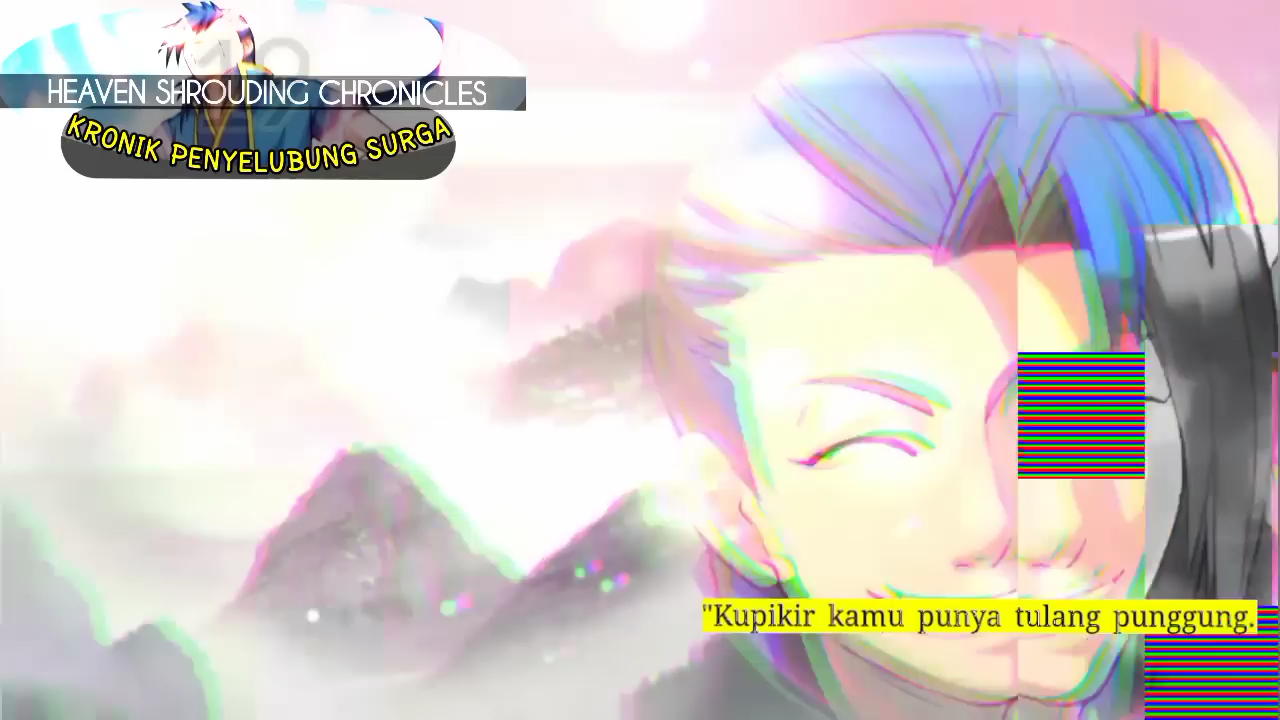 HEAVEN SHROUDING CHRONICLES
KRONIK PENYELUBUNG SURGA
"Kupikir kamu punya tulang punggung.